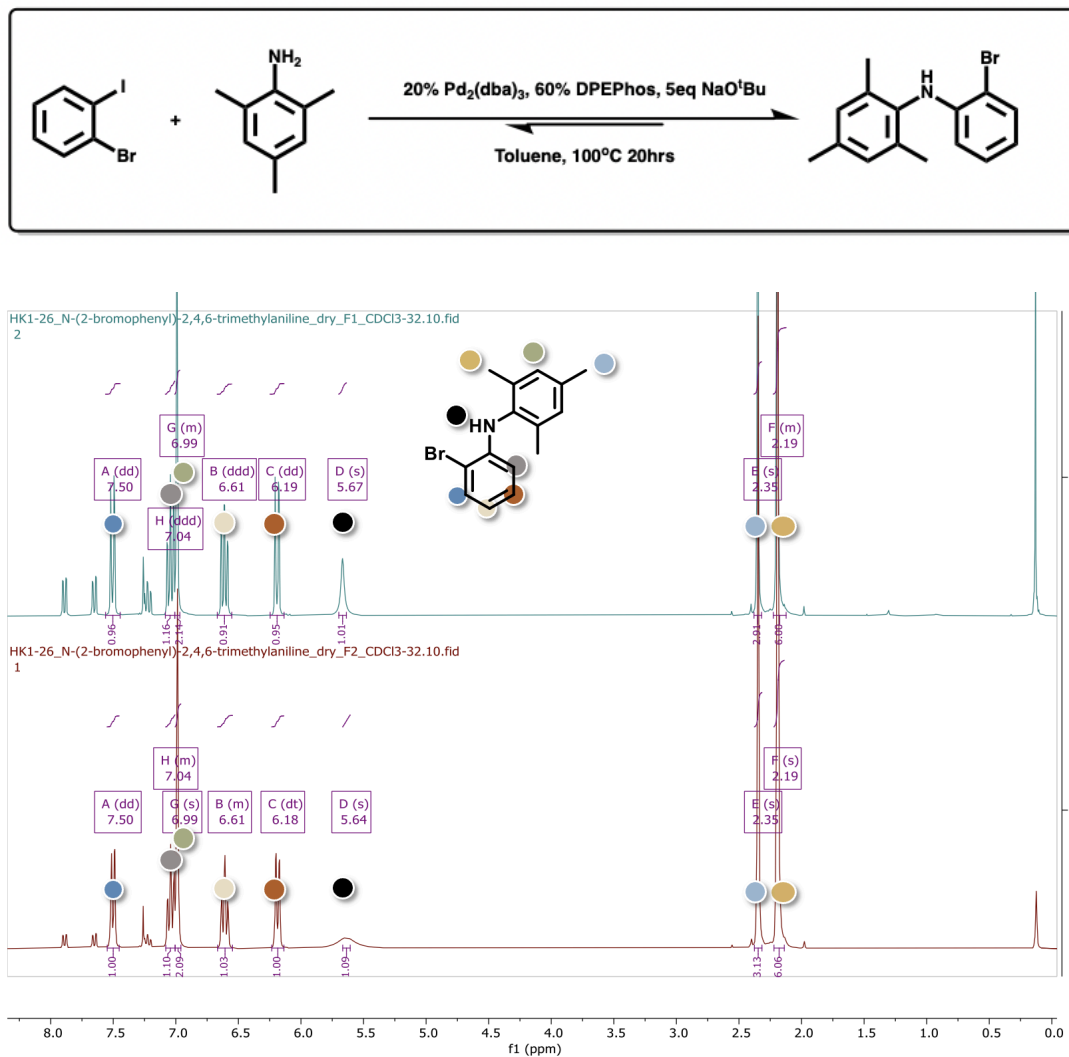 NH₂
I
Br
+
20% Pd₂(dba)₃, 60% DPEPhos, 5eq NaOᵗBu
Toluene, 100°C 20hrs
H
N
Br
HK1-26_N-(2-bromophenyl)-2,4,6-trimethylaniline_dry_F1_CDCl3-32.10.fid
2
HN
Br
G (m)
6.99
F (m)
2.19
A (dd)
7.50
B (ddd)
6.61
C (dd)
6.19
D (s)
5.67
E (s)
2.35
H (ddd)
7.04
0.96
1.16
2.14
0.91
0.95
1.01
2.91
6.00
HK1-26_N-(2-bromophenyl)-2,4,6-trimethylaniline_dry_F2_CDCl3-32.10.fid
1
H (m)
7.04
F (s)
2.19
A (dd)
7.50
G (s)
6.99
B (m)
6.61
C (dt)
6.18
D (s)
5.64
E (s)
2.35
1.00
1.10
2.09
1.03
1.00
1.09
3.13
6.06
8.0 7.5 7.0 6.5 6.0 5.5 5.0 4.5 4.0 3.5 3.0 2.5 2.0 1.5 1.0 0.5 0.0
f1 (ppm)